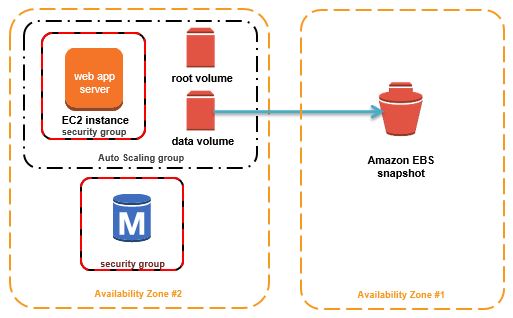 web app
server
EC2 instance
security group
root volume
data volume
Auto Scaling group
M
security group
Availability Zone #2
Amazon EBS
snapshot
Availability Zone #1